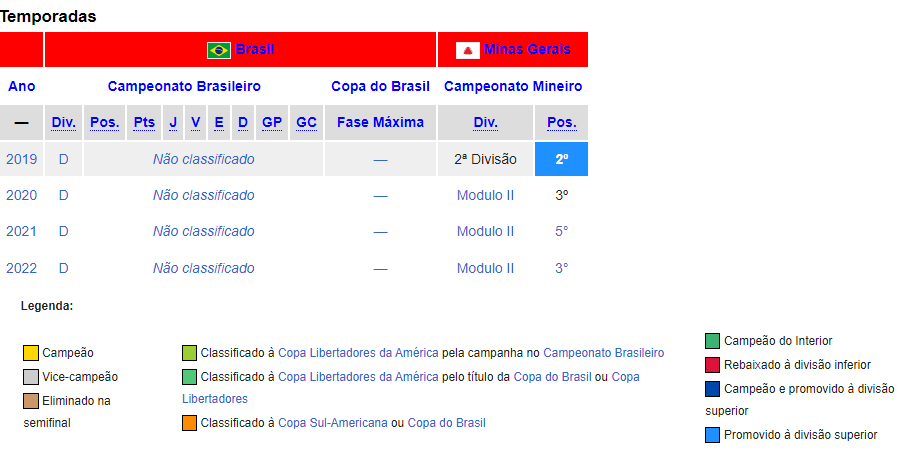 Temporadas
Brasil Minas Gerais
Ano Campeonato Brasileiro Copa do Brasil Campeonato Mineiro
— Div. Pos. Pts J V E D GP GC Fase Máxima Div. Pos.
2019 D Não classificado — 2ª Divisão 2º
2020 D Não classificado — Modulo II 3º
2021 D Não classificado — Modulo II 5°
2022 D Não classificado — Modulo II 3°
Legenda:
Campeão
Vice-campeão
Eliminado na
semifinal
Classificado à Copa Libertadores da América pela campanha no Campeonato Brasileiro
Classificado à Copa Libertadores da América pelo título da Copa do Brasil ou Copa
Libertadores
Classificado à Copa Sul-Americana ou Copa do Brasil
Campeão do Interior
Rebaixado à divisão inferior
Campeão e promovido à divisão
superior
Promovido à divisão superior